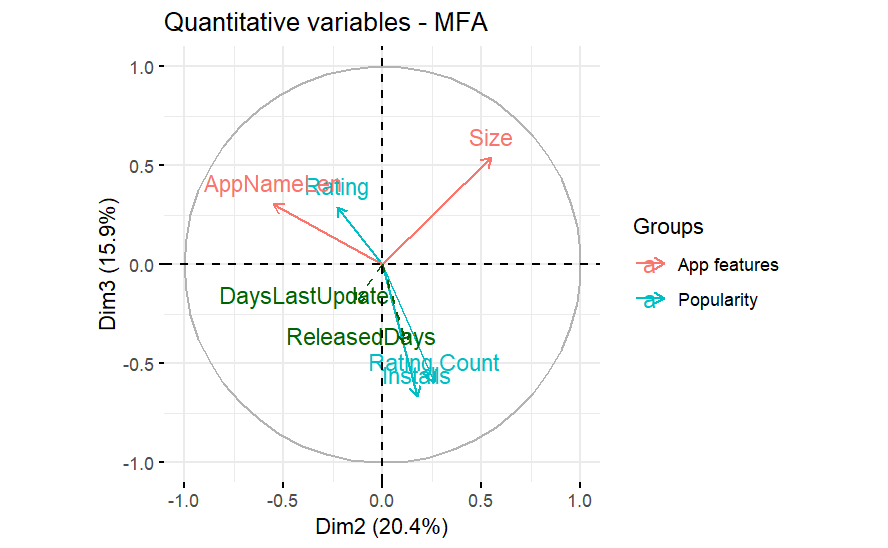 Quantitative variables - MFA
1.0
0.5
0.0
-0.5
-1.0
Dim3 (15.9%)
Size
AppNameLen
Rating
DaysLastUpdate
ReleasedDays
Rating Count
Installs
-1.0
-0.5
0.0
0.5
1.0
Dim2 (20.4%)
Groups
a App features
a Popularity